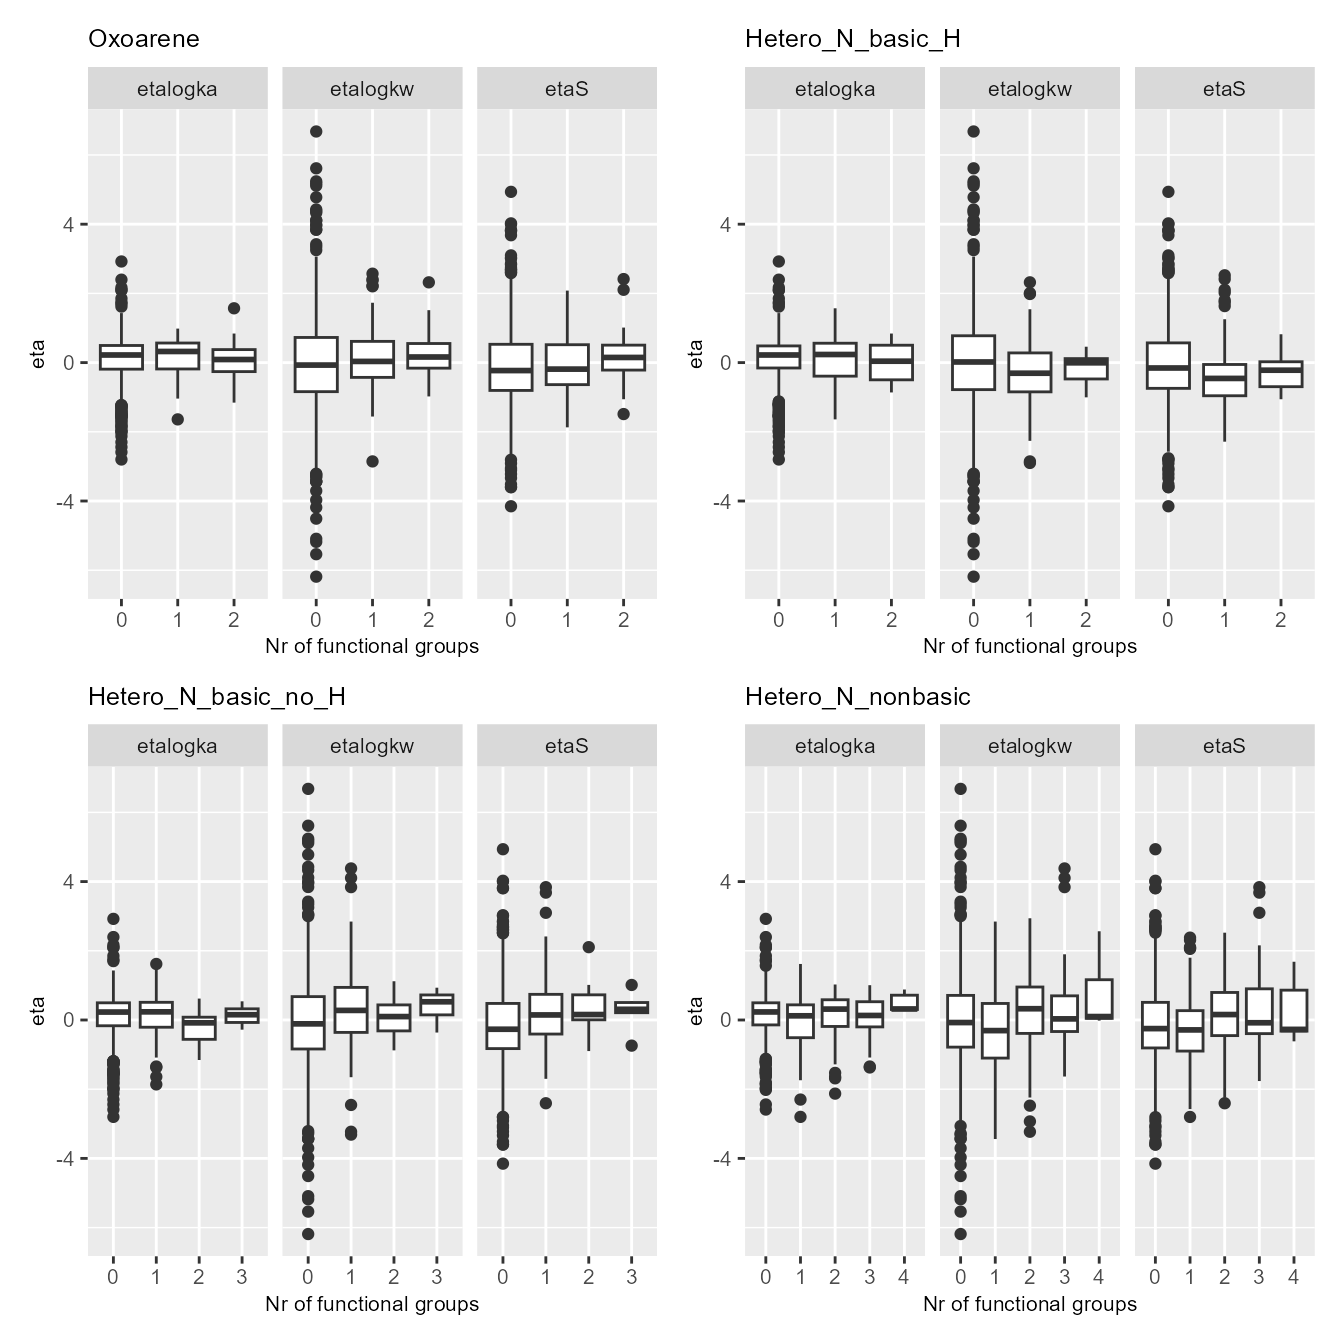 Oxoarene
etalogka etalogkw etaS
eta
4
0
-4
0 1 2 0 1 2 0 1 2
Nr of functional groups
Hetero_N_basic_H
etalogka etalogkw etaS
eta
4
0
-4
0 1 2 0 1 2 0 1 2
Nr of functional groups
Hetero_N_basic_no_H
etalogka etalogkw etaS
eta
4
0
-4
0 1 2 3 0 1 2 3 0 1 2 3
Nr of functional groups
Hetero_N_nonbasic
etalogka etalogkw etaS
eta
4
0
-4
0 1 2 3 4 0 1 2 3 4 0 1 2 3 4
Nr of functional groups